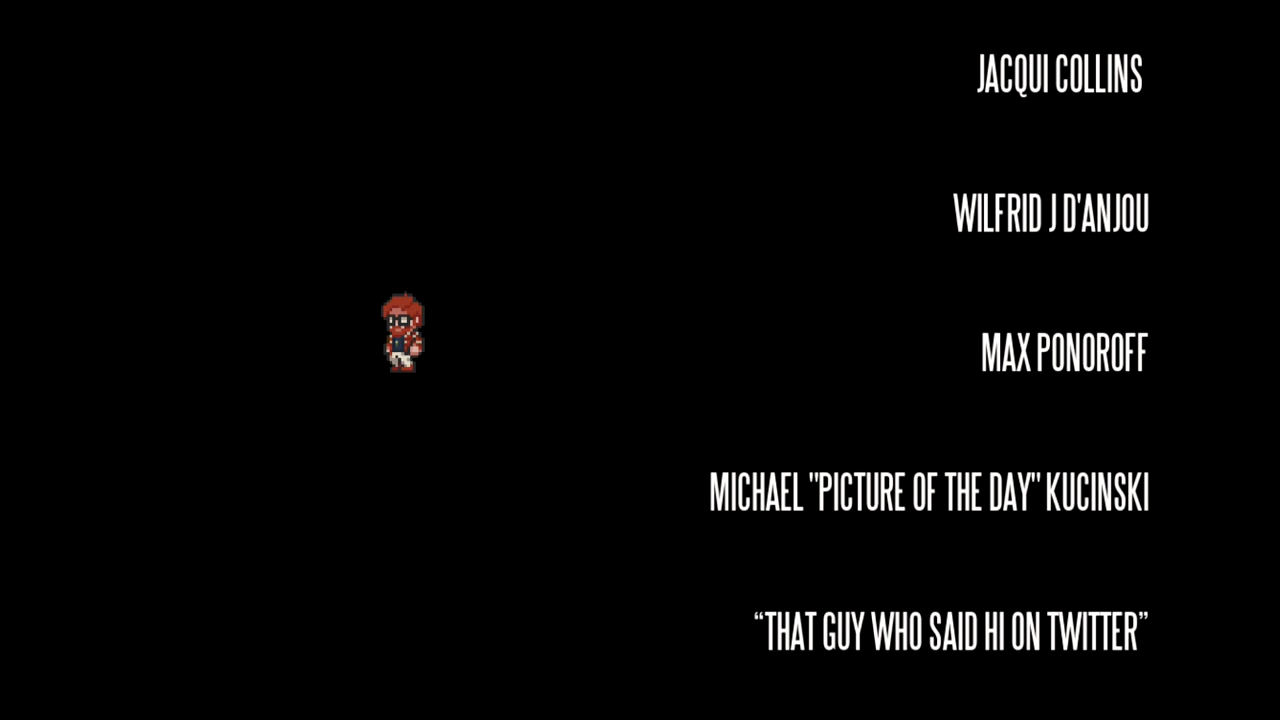 JACQUI COLLINS
WILFRID J D'ANJOU
MAX PONOROFF
MICHAEL "PICTURE OF THE DAY" KUCINSKI
“THAT GUY WHO SAID HI ON TWITTER”